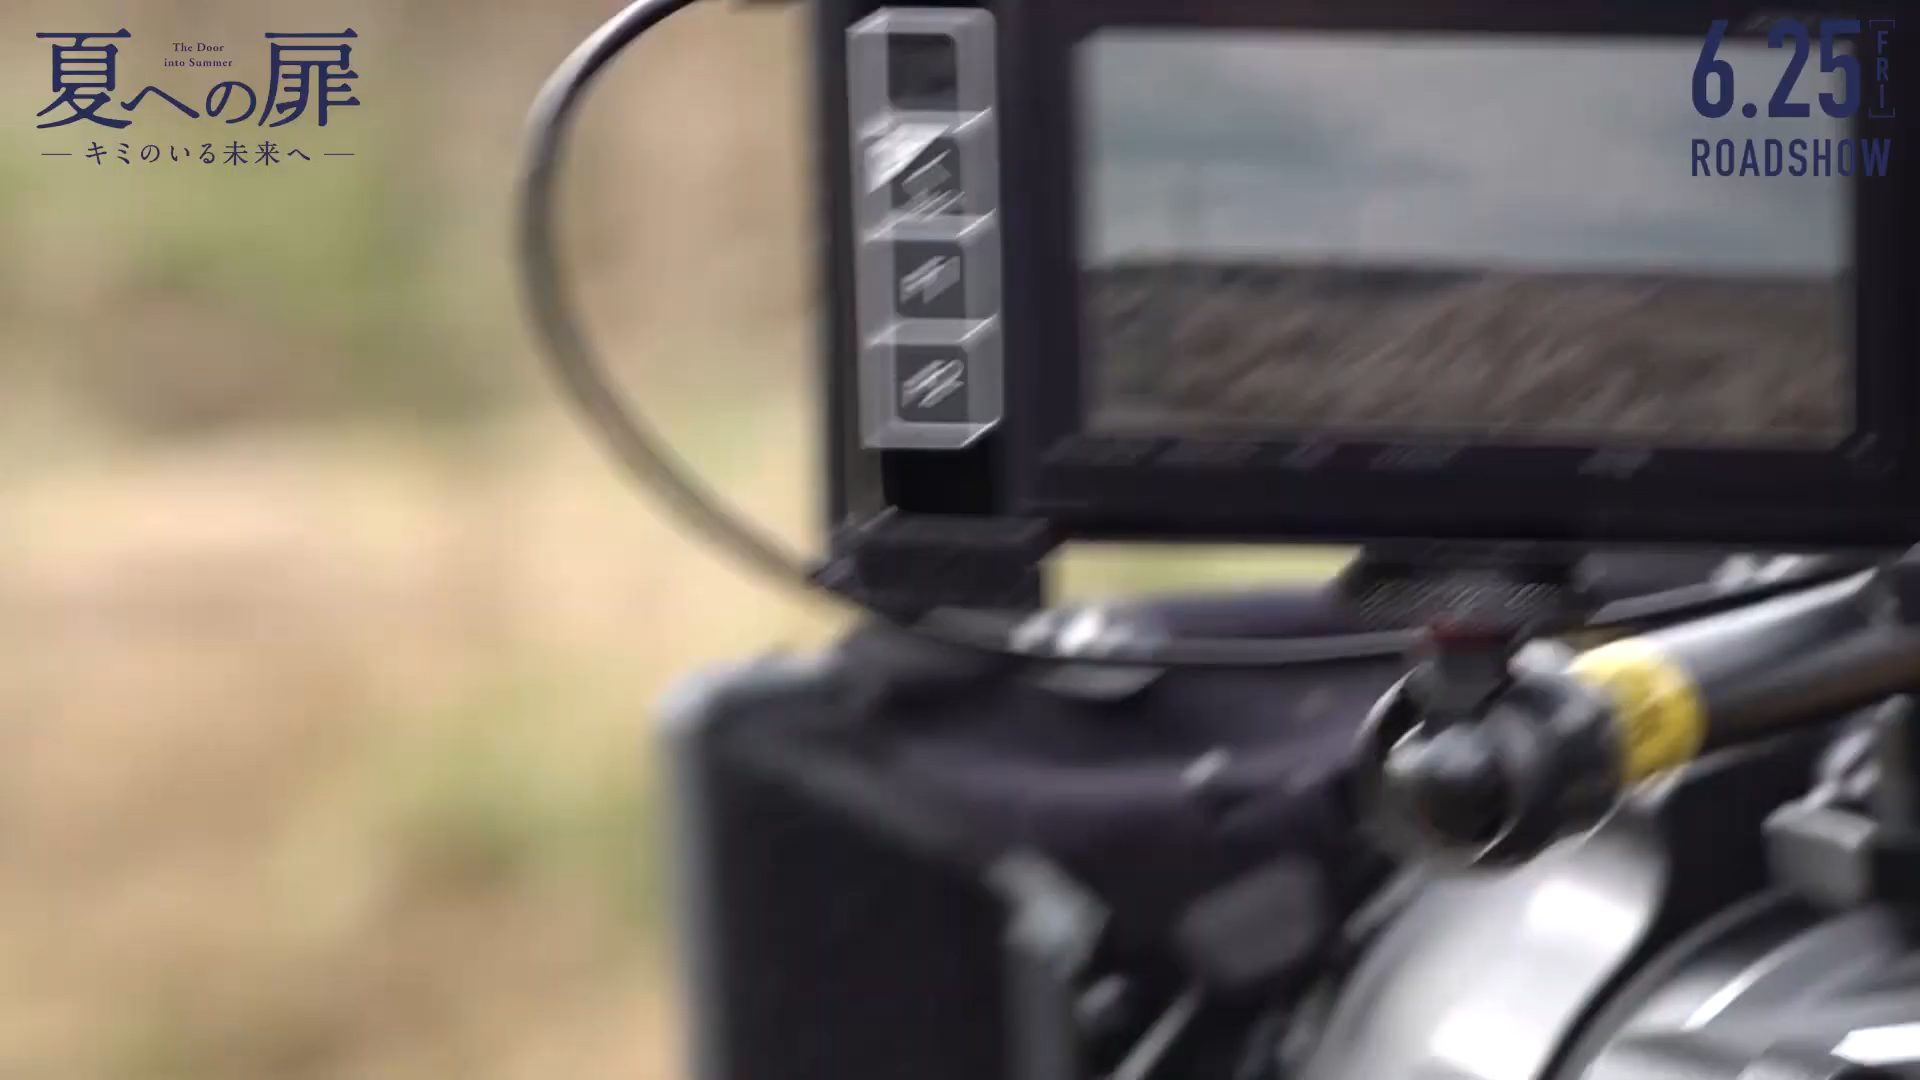 The Door
into Summer
夏への扉
― キミのいる未来へ ―
6.25 [FRI]
ROADSHOW